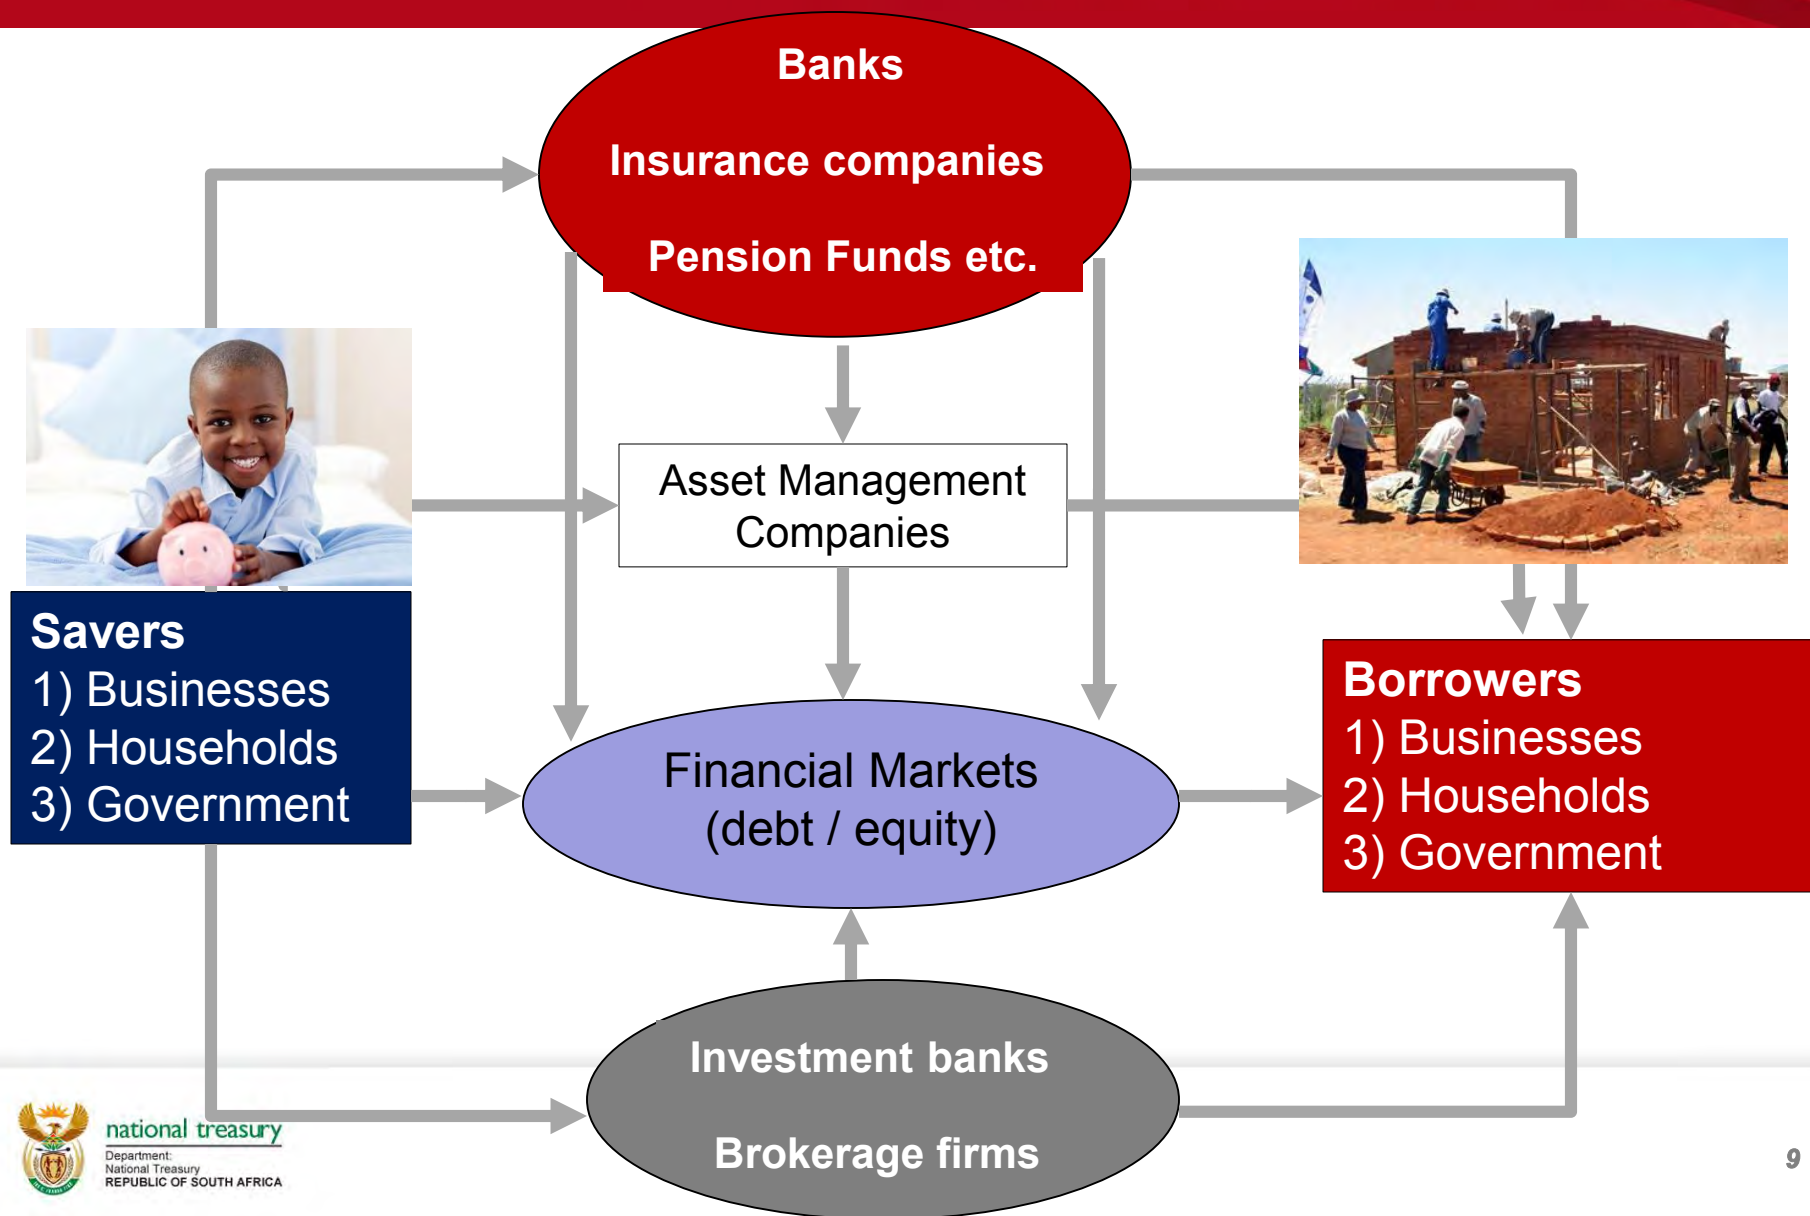 Banks
Insurance companies
Pension Funds etc.
Asset Management
Companies
Savers
1) Businesses
2) Households
3) Government
Financial Markets
(debt / equity)
Borrowers
1) Businesses
2) Households
3) Government
Investment banks
Brokerage firms
national treasury
Department:
National Treasury
REPUBLIC OF SOUTH AFRICA
9